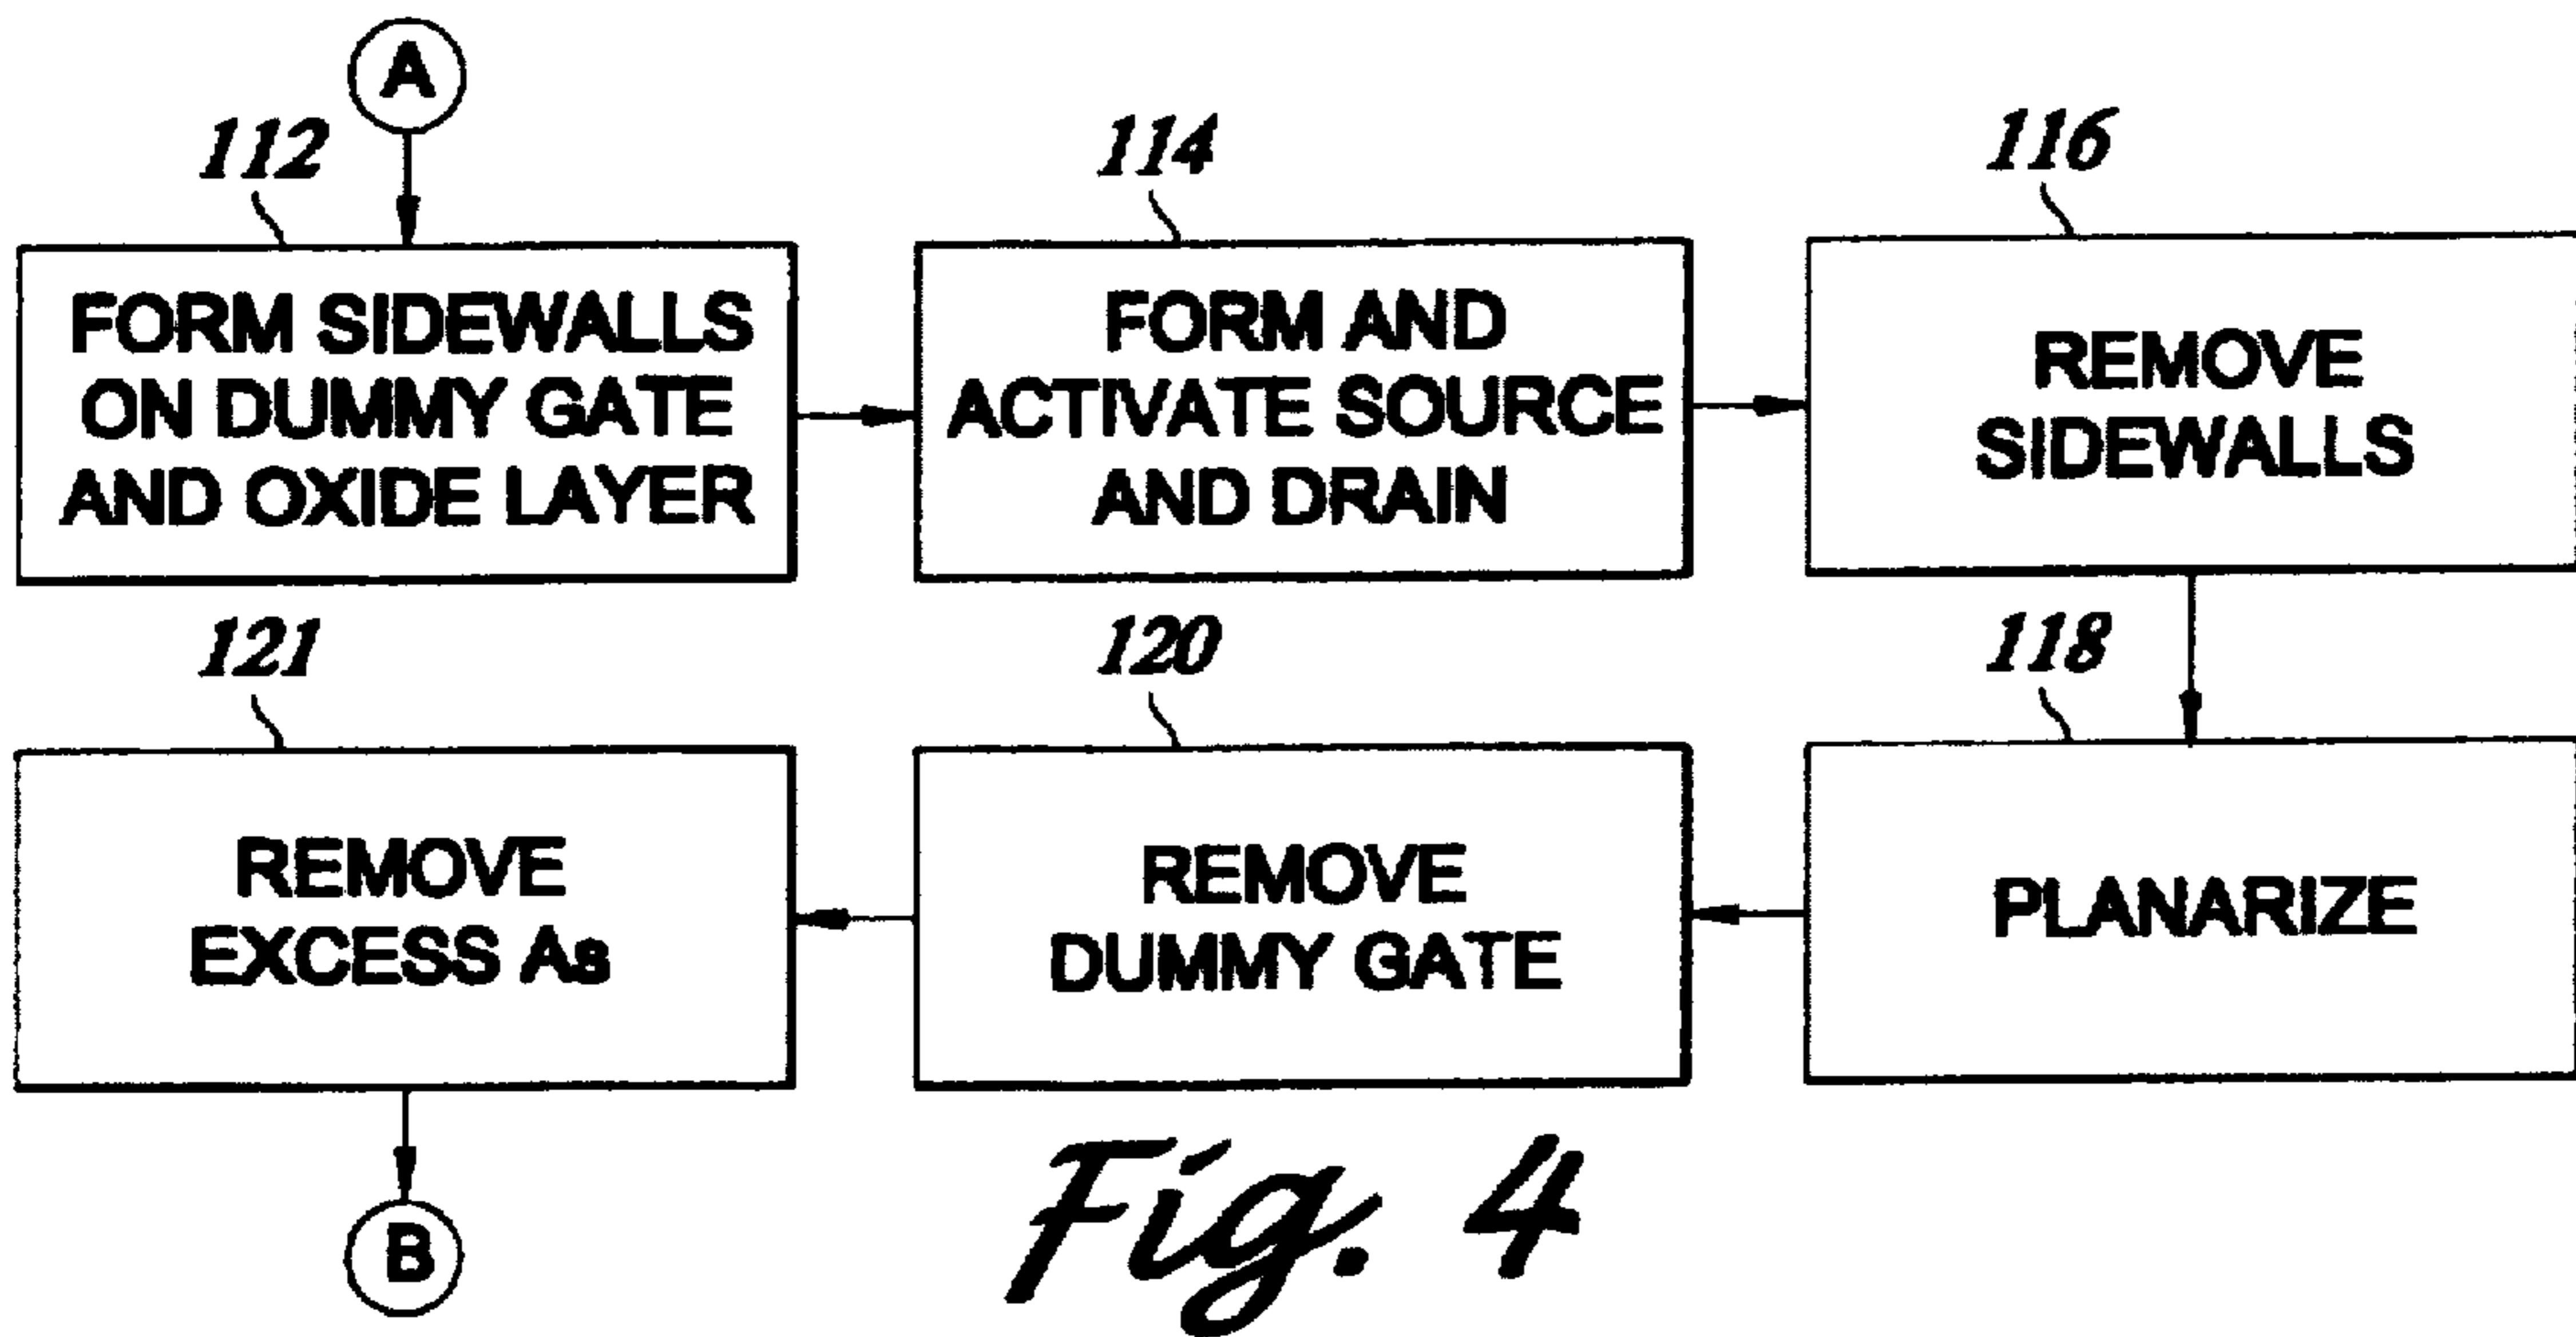 A
112
FORM SIDEWALLS
ON DUMMY GATE
AND OXIDE LAYER
114
FORM AND
ACTIVATE SOURCE
AND DRAIN
116
REMOVE
SIDEWALLS
118
PLANARIZE
120
REMOVE
DUMMY GATE
121
REMOVE
EXCESS As
B
Fig. 4